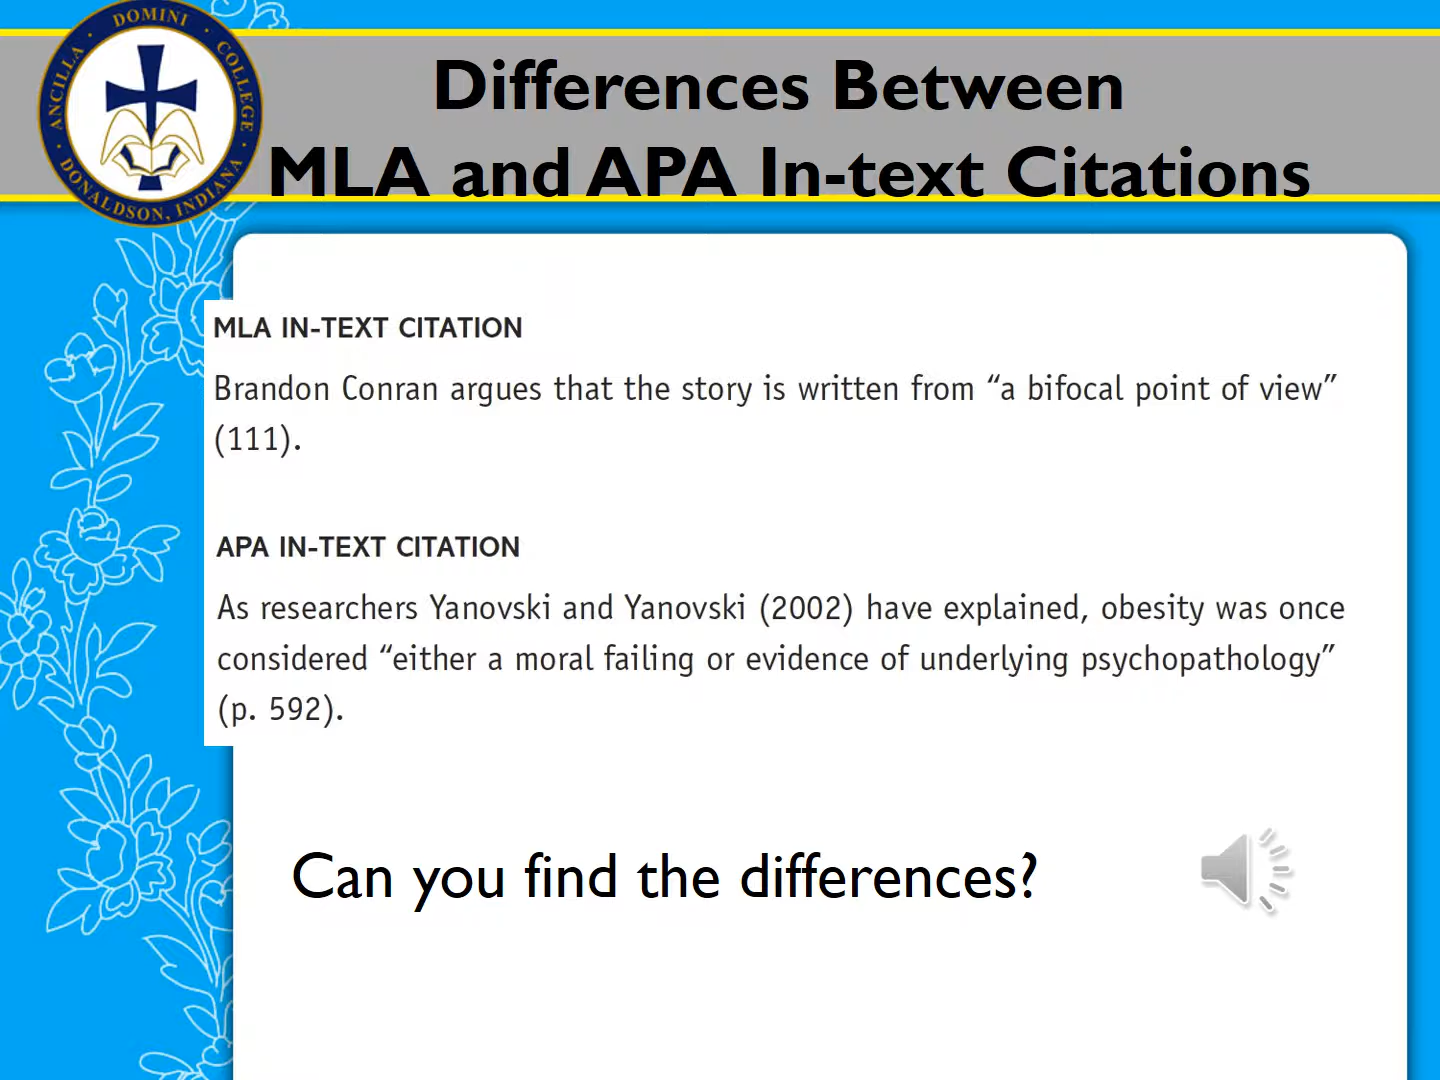 ANCILLA · DOMINI · COLLEGE ·
· DONALDSON, INDIANA
Differences Between
MLA and APA In-text Citations
MLA IN-TEXT CITATION
Brandon Conran argues that the story is written from “a bifocal point of view”
(111).
APA IN-TEXT CITATION
As researchers Yanovski and Yanovski (2002) have explained, obesity was once
considered “either a moral failing or evidence of underlying psychopathology”
(p. 592).
Can you find the differences?